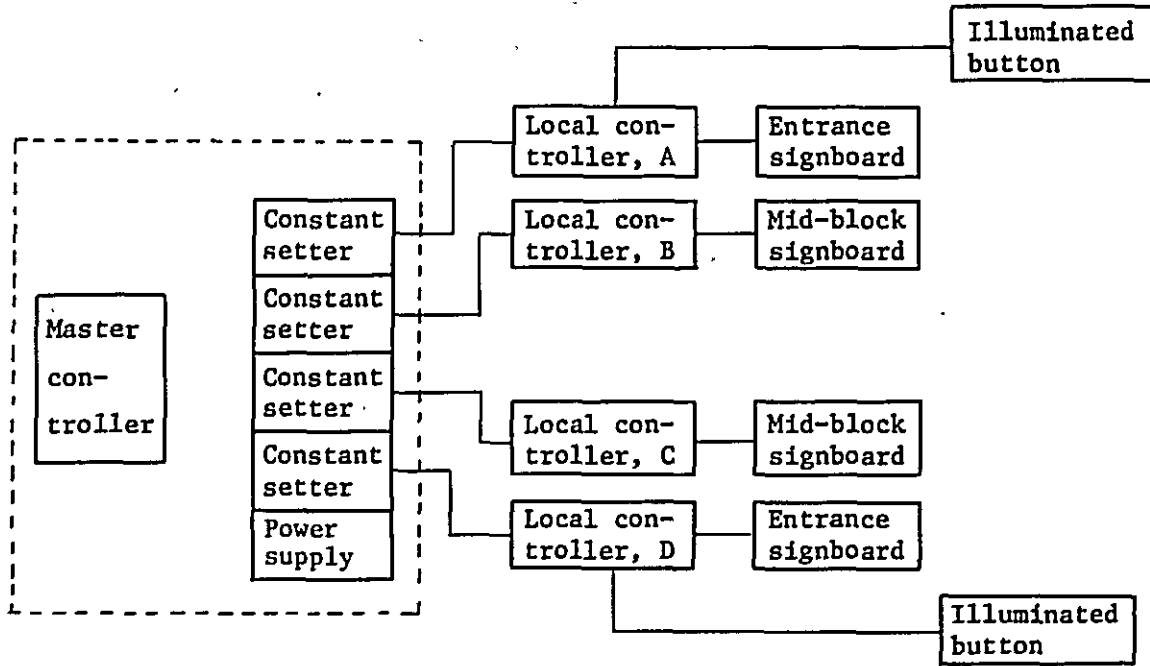 Illuminated
button
Local con-
troller, A
Entrance
signboard
Constant
setter
Local con-
troller, B
Mid-block
signboard
Master
con-
troller
Constant
setter
Constant
setter
Local con-
troller, C
Mid-block
signboard
Constant
setter
Local con-
troller, D
Entrance
signboard
Power
supply
Illuminated
button